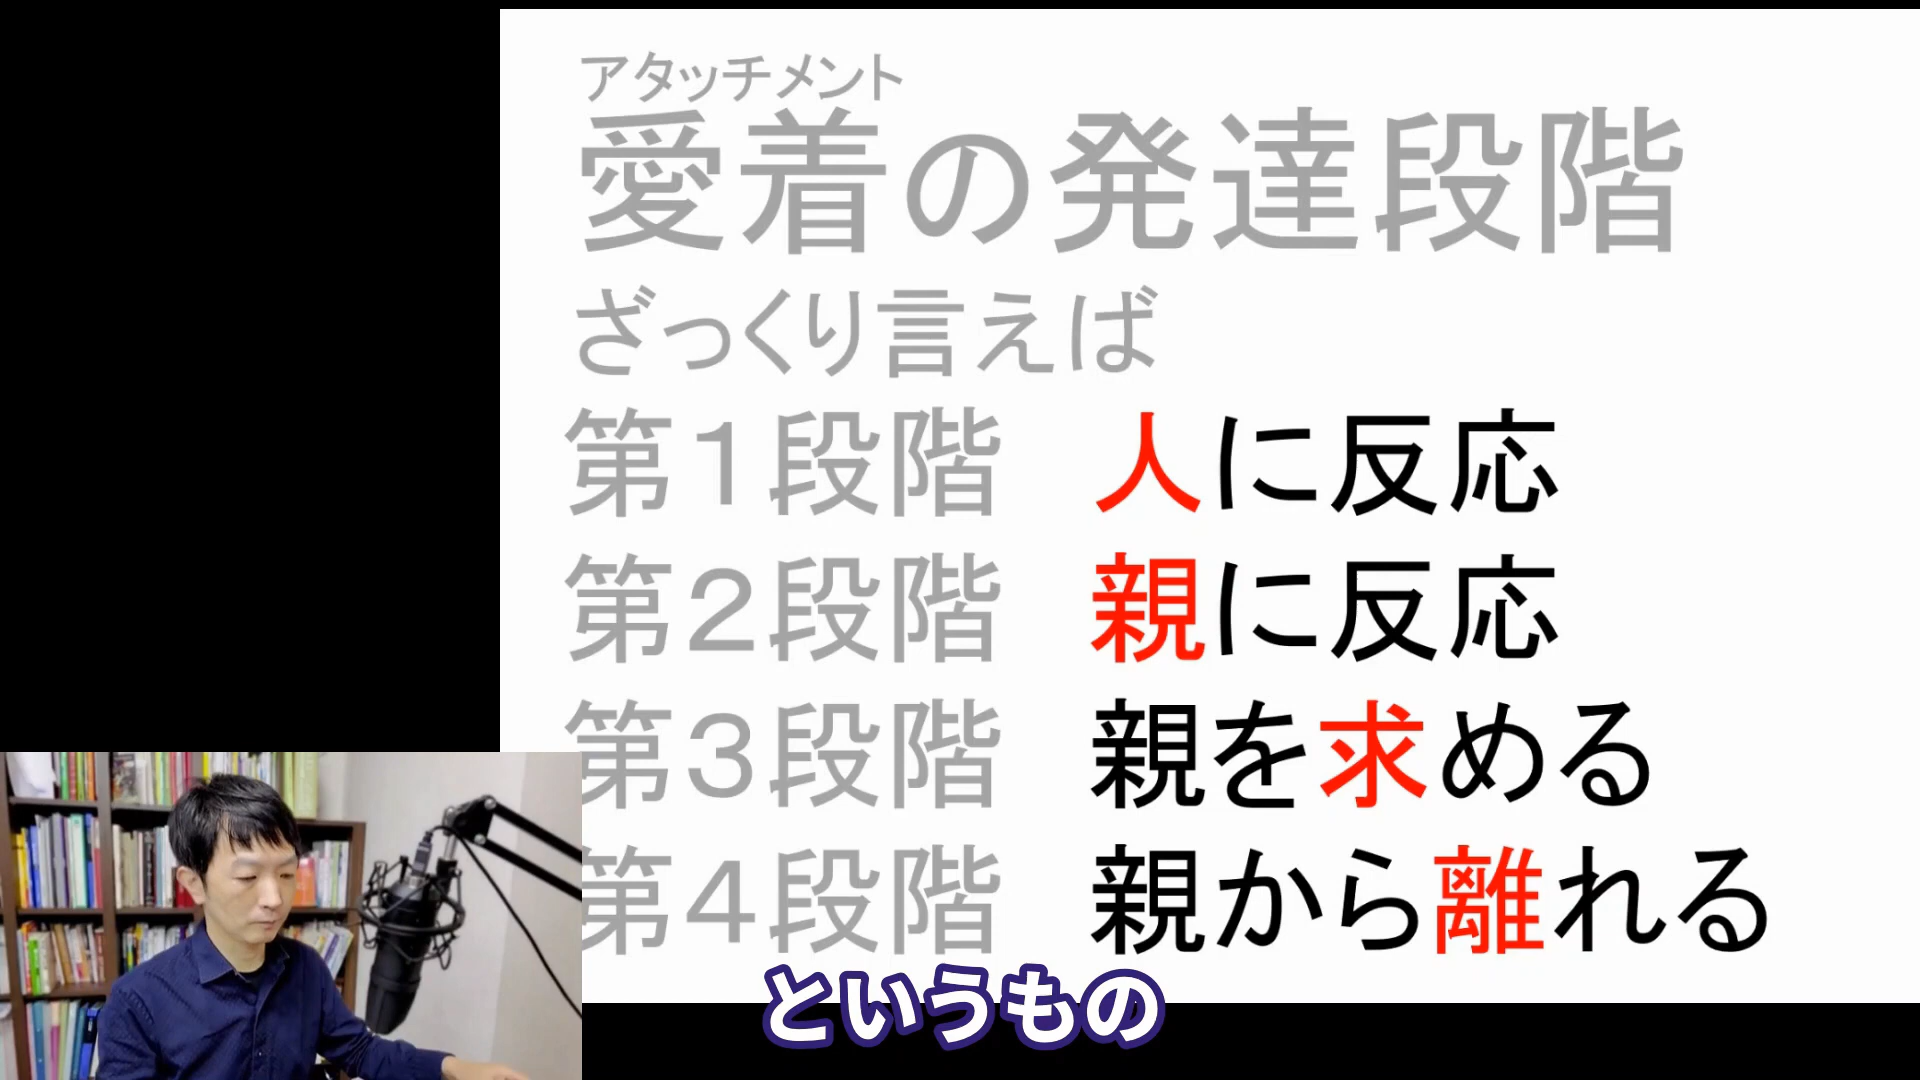 アタッチメント
愛着の発達段階
ざっくり言えば
第１段階　人に反応
第２段階　親に反応
第３段階　親を求める
第４段階　親から離れる
というもの